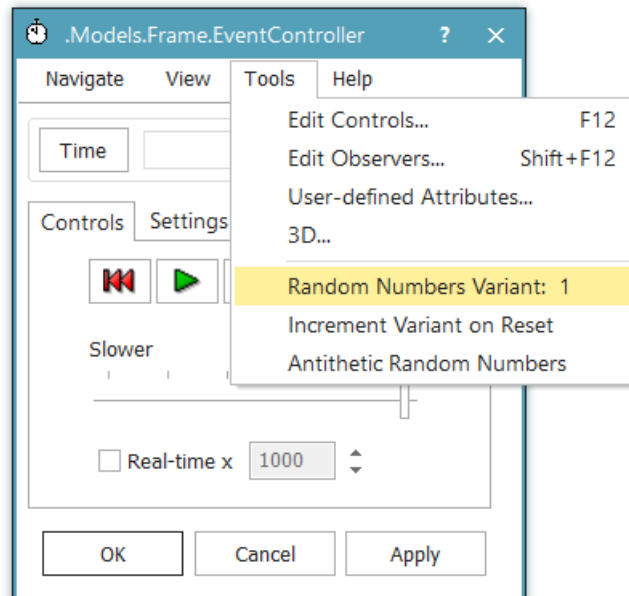 .Models.Frame.EventController ? ×
Navigate View Tools Help
Edit Controls... F12
Time
Edit Observers... Shift+F12
User-defined Attributes...
Controls Settings
3D...
Random Numbers Variant: 1
Increment Variant on Reset
Slower
Antithetic Random Numbers
Real-time x 1000
OK Cancel Apply